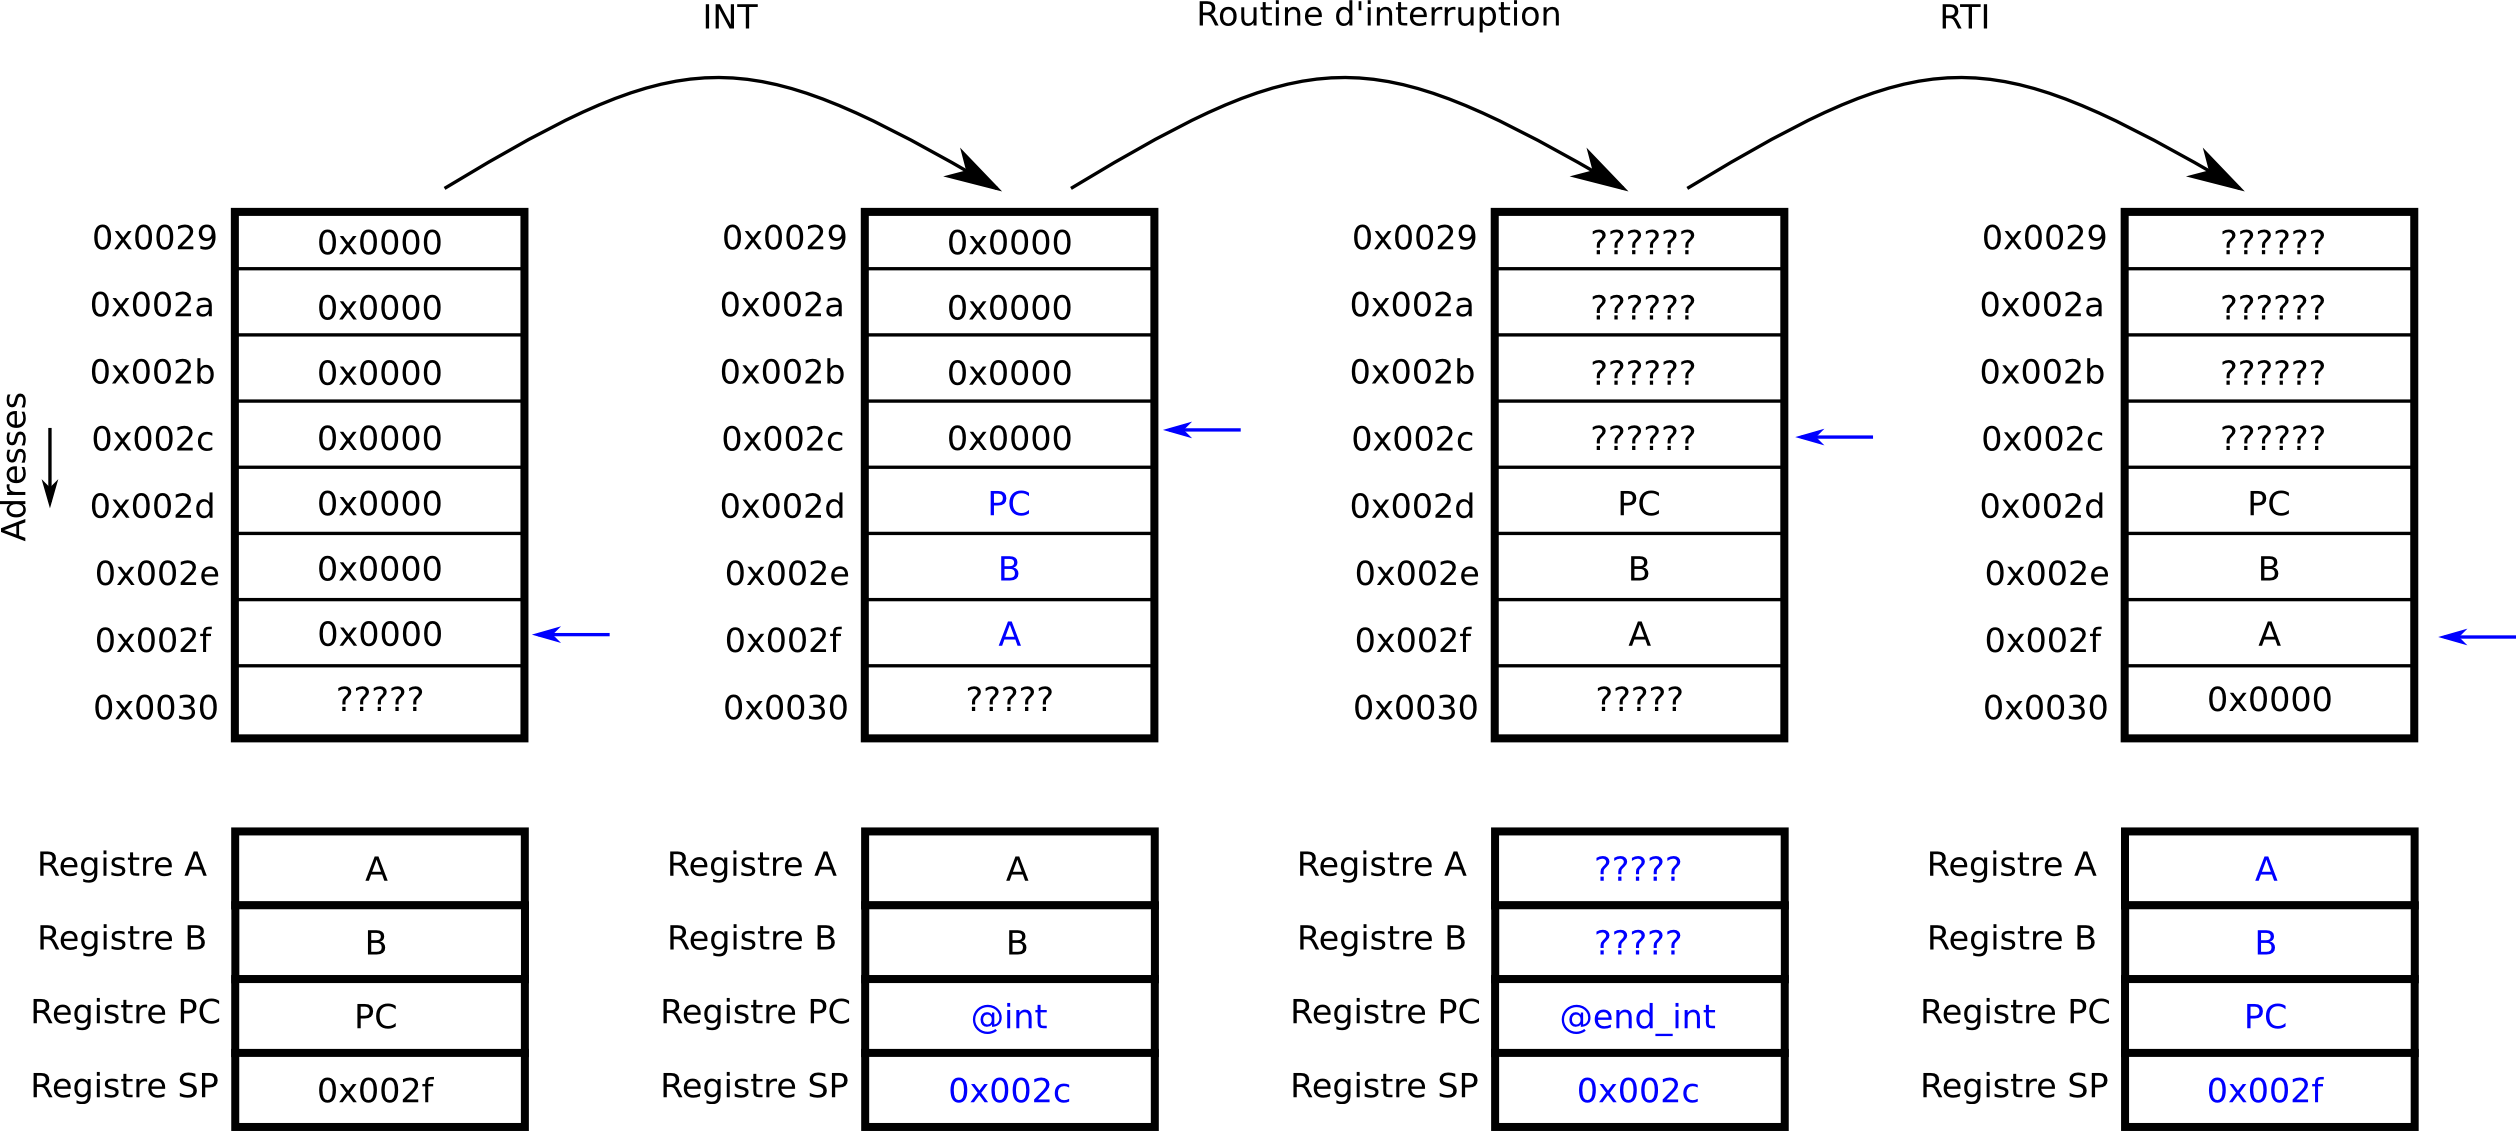 INT
Routine d'interruption
RTI
0x0029 0x0000 0x0029 0x0000 0x0029 ?????? 0x0029 ??????
0x002a 0x0000 0x002a 0x0000 0x002a ?????? 0x002a ??????
0x002b 0x0000 0x002b 0x0000 0x002b ?????? 0x002b ??????
0x002c 0x0000 0x002c 0x0000 0x002c ?????? 0x002c ??????
0x002d 0x0000 0x002d PC 0x002d PC 0x002d PC
0x002e 0x0000 0x002e B 0x002e B 0x002e B
0x002f 0x0000 0x002f A 0x002f A 0x002f A
0x0030 ????? 0x0030 ????? 0x0030 ????? 0x0030 0x0000
Adresses
Registre A A Registre A A Registre A ????? Registre A A
Registre B B Registre B B Registre B ????? Registre B B
Registre PC PC Registre PC @int Registre PC @end_int Registre PC PC
Registre SP 0x002f Registre SP 0x002c Registre SP 0x002c Registre SP 0x002f